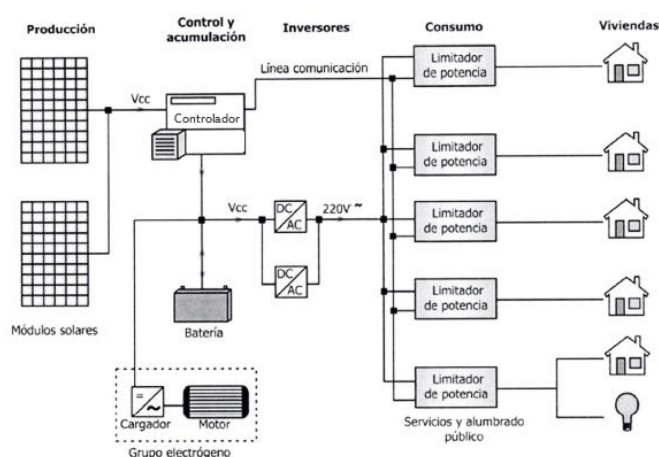 Producción
Control y
acumulación
Inversores
Consumo
Viviendas
Vcc
Controlador
Línea comunicación
Limitador
de potencia
Limitador
de potencia
Vcc
DC
AC
220V ~
Limitador
de potencia
DC
AC
Módulos solares
Batería
Limitador
de potencia
=
~
Cargador
Motor
Grupo electrógeno
Limitador
de potencia
Servicios y alumbrado
público